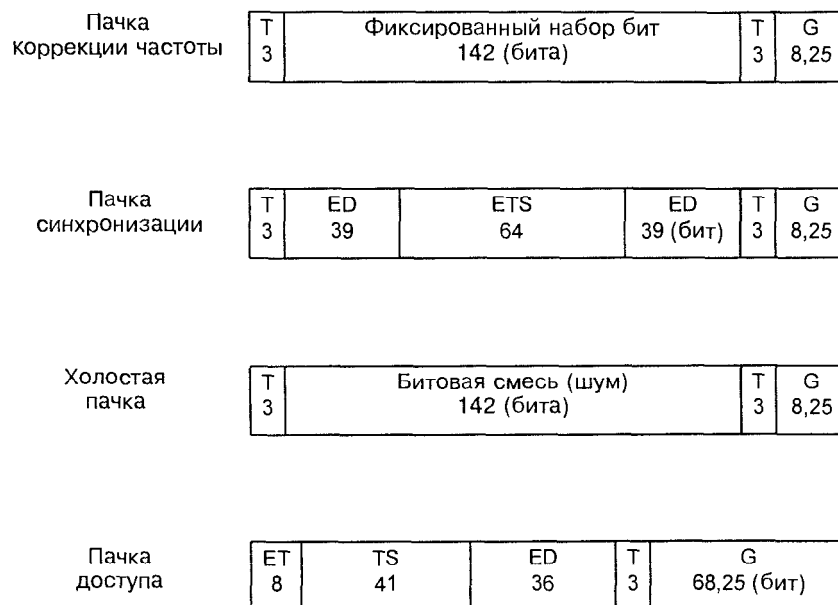 Пачка
коррекции частоты
T Фиксированный набор бит T G
3 142 (бита) 3 8,25
Пачка
синхронизации
T ED ETS ED T G
3 39 64 39 (бит) 3 8,25
Холостая
пачка
T Битовая смесь (шум) T G
3 142 (бита) 3 8,25
Пачка
доступа
ET TS ED T G
8 41 36 3 68,25 (бит)